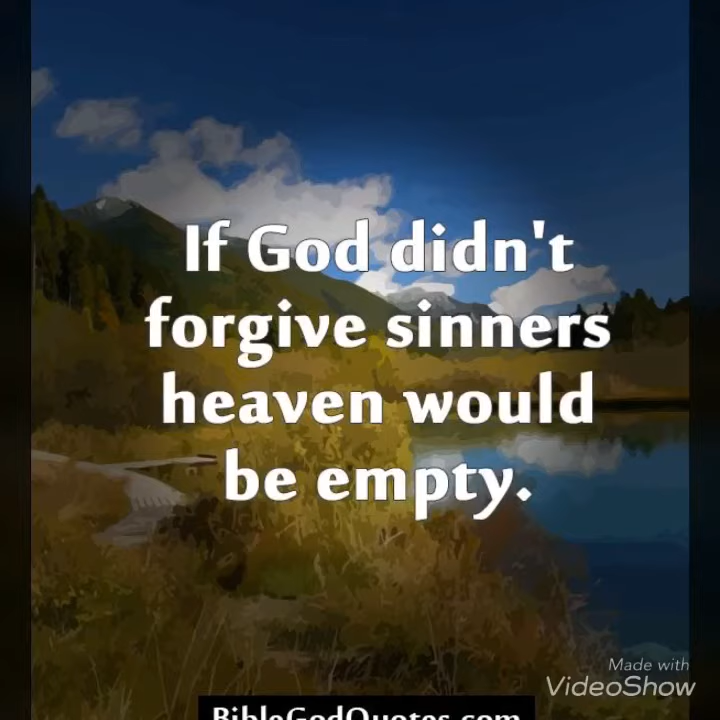 If God didn't
forgive sinners
heaven would
be empty.
Made with
VideoShow
BibleGodQuotes.com